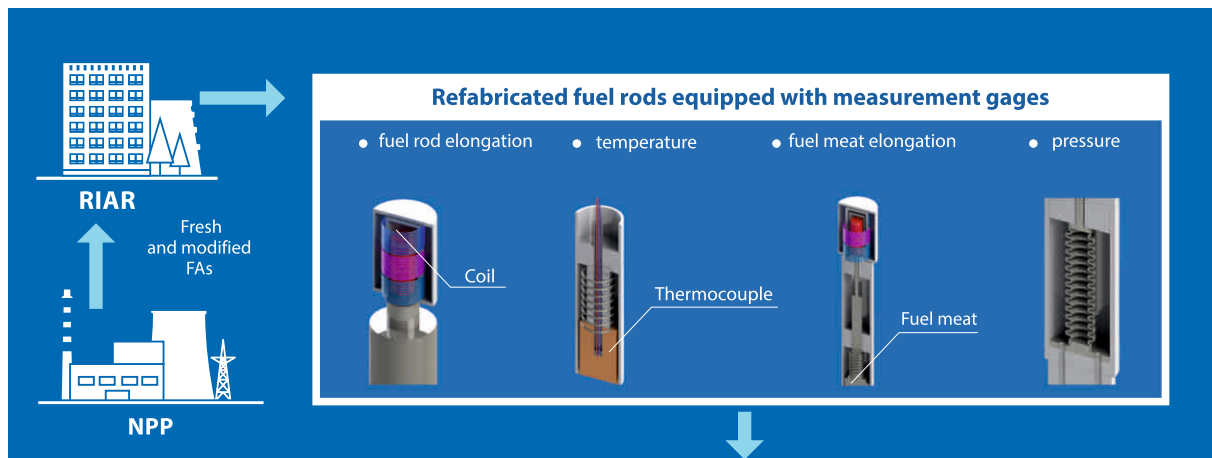 Refabricated fuel rods equipped with measurement gages
• fuel rod elongation
• temperature
• fuel meat elongation
• pressure
RIAR
Fresh
and modified
FAs
Coil
Thermocouple
Fuel meat
NPP